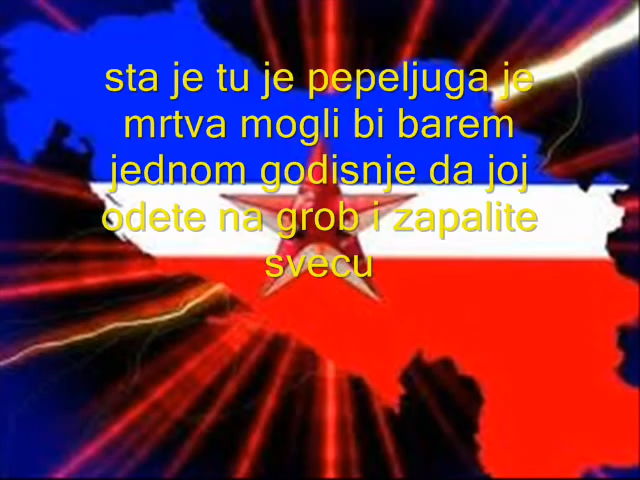 sta je tu je pepeljuga je
mrtva mogli bi barem
jednom godisnje da joj
odete na grob i zapalite
svecu